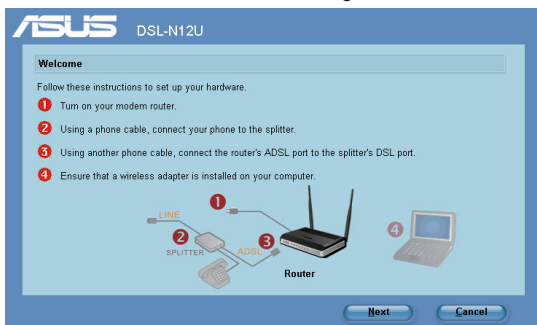 ASUS DSL-N12U
Welcome
Follow these instructions to set up your hardware.
1 Turn on your modem router.
2 Using a phone cable, connect your phone to the splitter.
3 Using another phone cable, connect the router's ADSL port to the splitter's DSL port.
4 Ensure that a wireless adapter is installed on your computer.
1
LINE
2
4
SPLITTER
ADSL
3
Router
Next Cancel